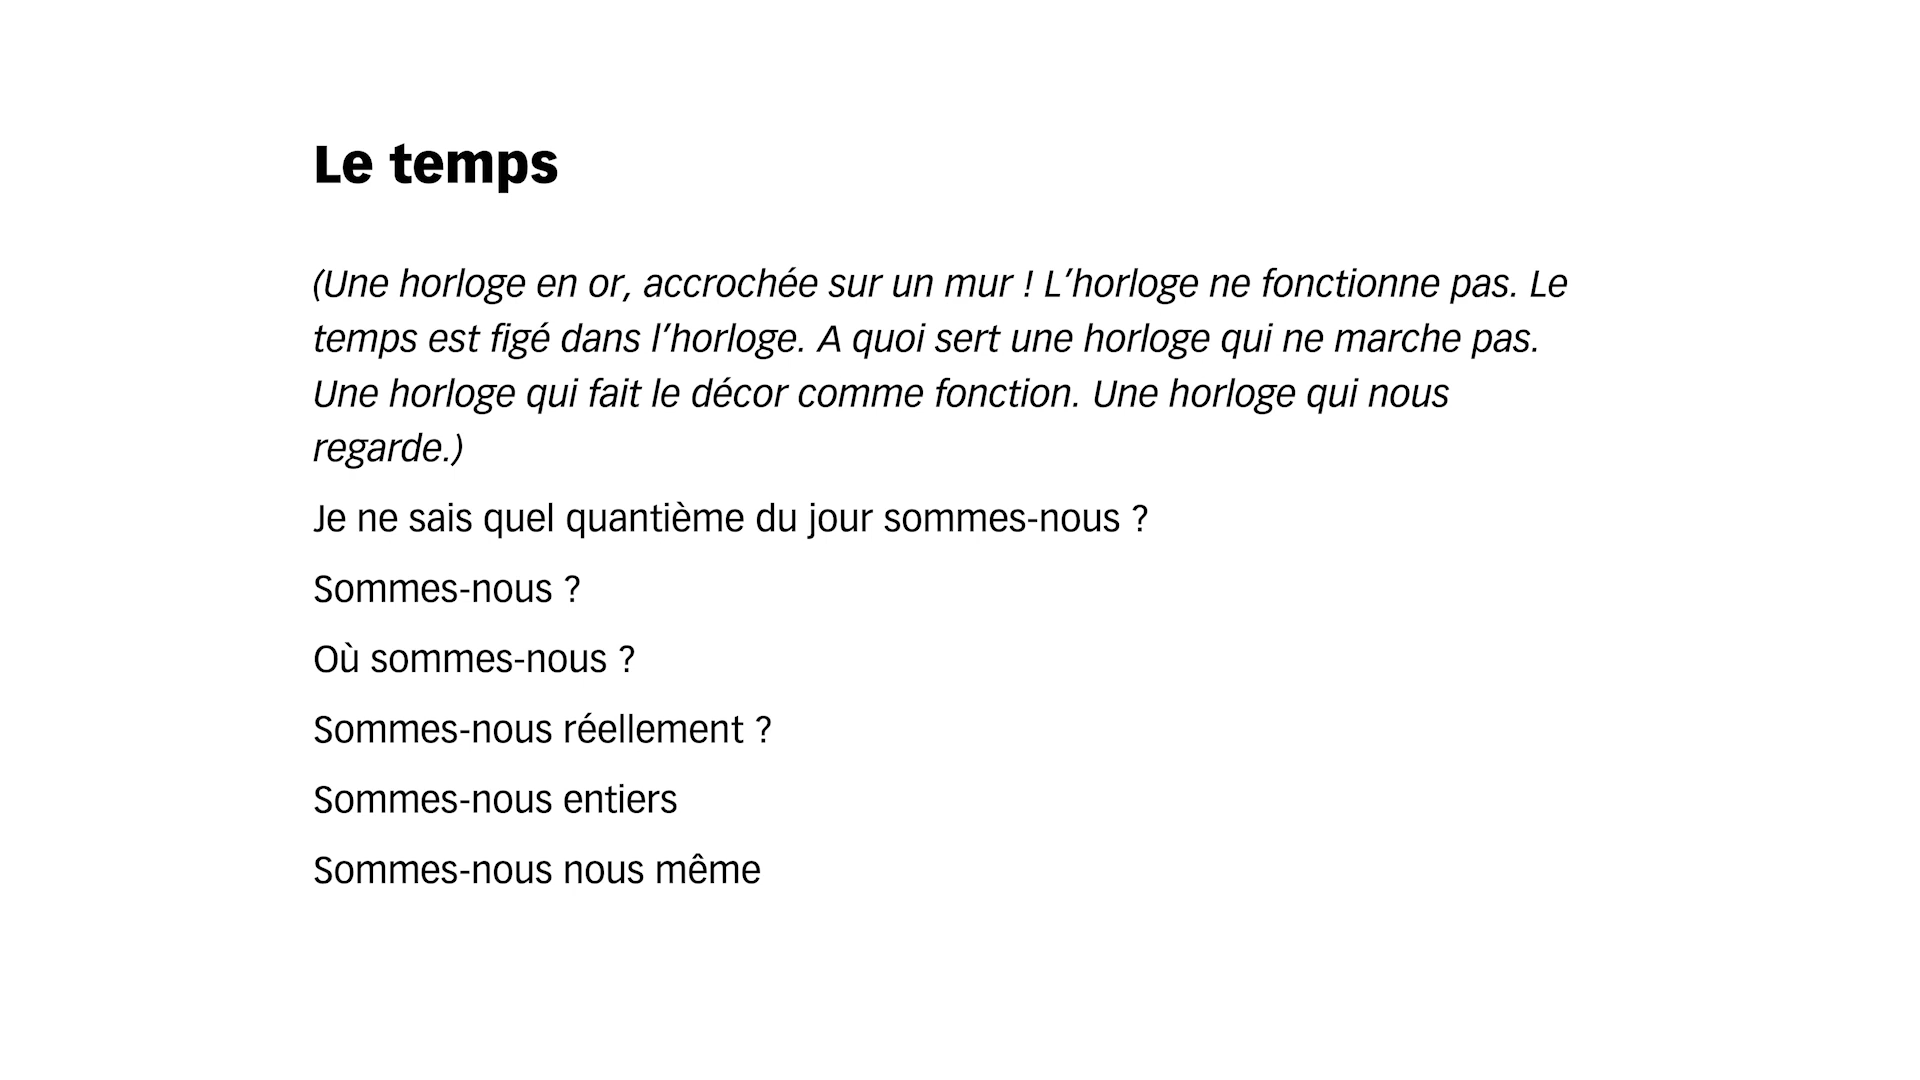 Le temps
(Une horloge en or, accrochée sur un mur ! L’horloge ne fonctionne pas. Le
temps est figé dans l’horloge. A quoi sert une horloge qui ne marche pas.
Une horloge qui fait le décor comme fonction. Une horloge qui nous
regarde.)
Je ne sais quel quantième du jour sommes-nous ?
Sommes-nous ?
Où sommes-nous ?
Sommes-nous réellement ?
Sommes-nous entiers
Sommes-nous nous même